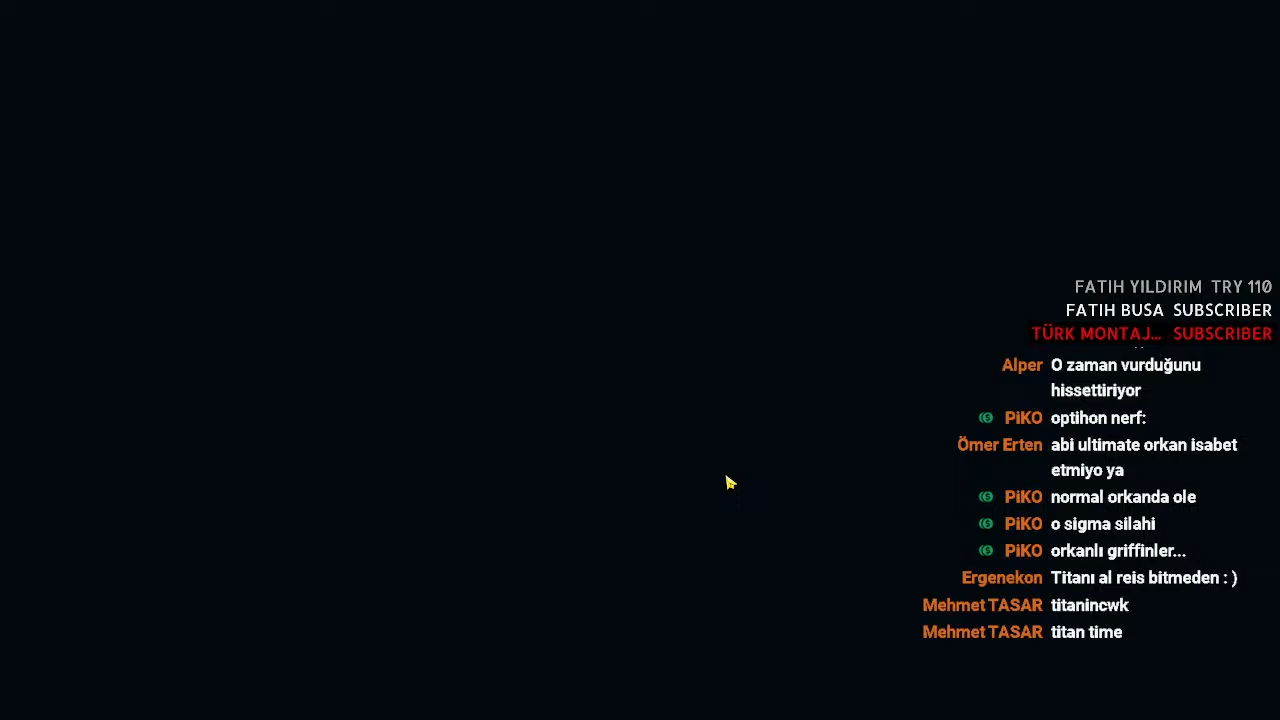 FATIH YILDIRIM TRY 110
FATIH BUSA SUBSCRIBER
TÜRK MONTAJ... SUBSCRIBER
Alper O zaman vurduğunu
hissettiriyor
PiKO optihon nerf:
Ömer Erten abi ultimate orkan isabet
etmiyo ya
PiKO normal orkanda ole
PiKO o sigma silahi
PiKO orkanlı griffinler...
Ergenekon Titanı al reis bitmeden : )
Mehmet TASAR titanincwk
Mehmet TASAR titan time